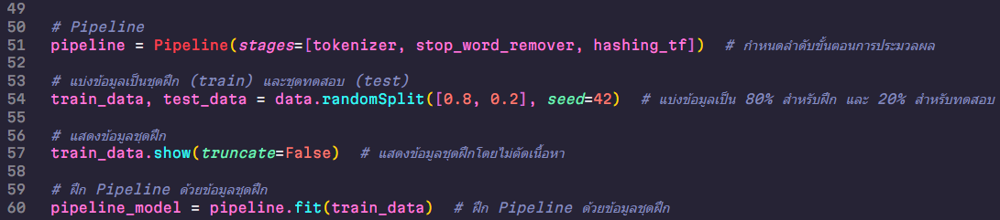 49
50 # Pipeline
51 pipeline = Pipeline(stages=[tokenizer, stop_word_remover, hashing_tf]) # กำหนดลำดับขั้นตอนการประมวลผล
52
53 # แบ่งข้อมูลเป็นชุดฝึก (train) และชุดทดสอบ (test)
54 train_data, test_data = data.randomSplit([0.8, 0.2], seed=42) # แบ่งข้อมูลเป็น 80% สำหรับฝึก และ 20% สำหรับทดสอบ
55
56 # แสดงข้อมูลชุดฝึก
57 train_data.show(truncate=False) # แสดงข้อมูลชุดฝึกโดยไม่ตัดเนื้อหา
58
59 # ฝึก Pipeline ด้วยข้อมูลชุดฝึก
60 pipeline_model = pipeline.fit(train_data) # ฝึก Pipeline ด้วยข้อมูลชุดฝึก